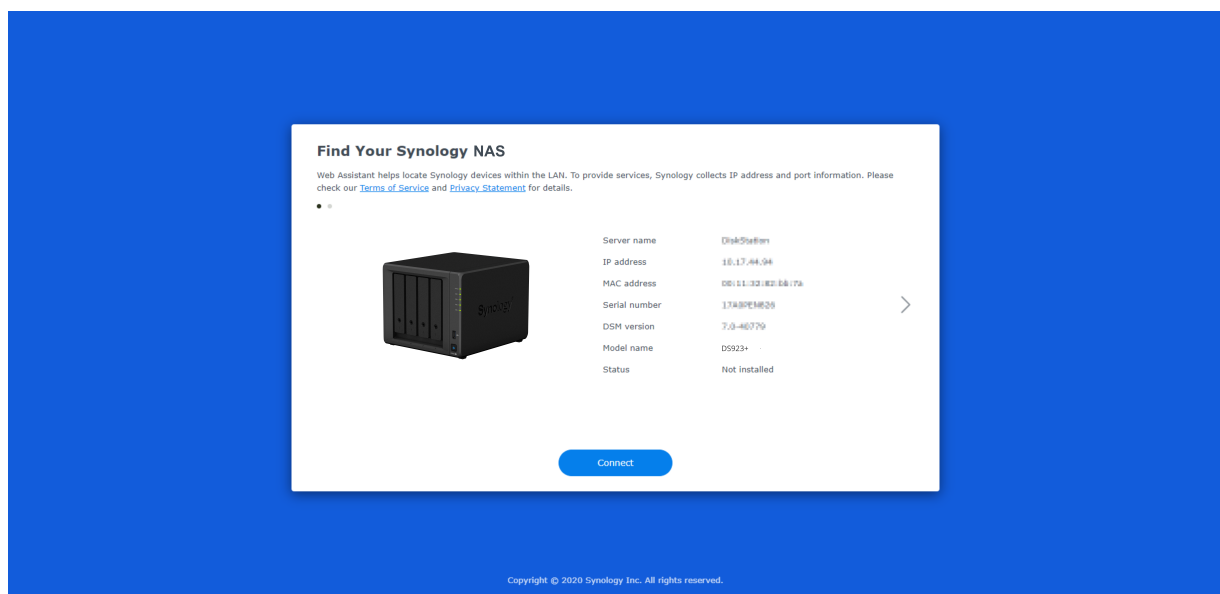 Find Your Synology NAS
Web Assistant helps locate Synology devices within the LAN. To provide services, Synology collects IP address and port information. Please
check our Terms of Service and Privacy Statement for details.
Synology
Server name DiskStation
IP address
MAC address
Serial number
DSM version
Model name DS923+
Status Not installed
Connect
Copyright © 2020 Synology Inc. All rights reserved.